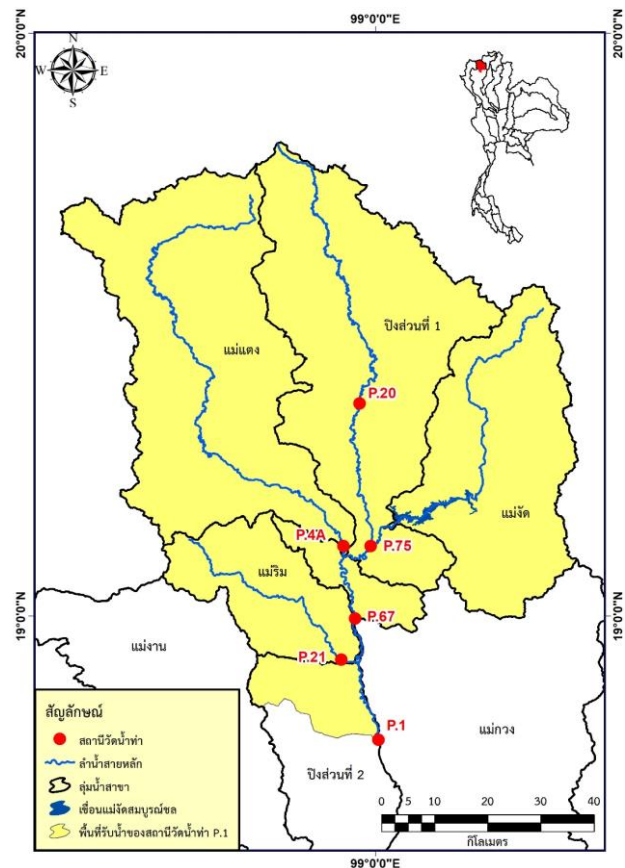 99°0'0"E
20°0'0"N
20°0'0"N
N
W
E
S
ปิงส่วนที่ 1
แม่แตง
P.20
แม่งัด
P.4A
P.75
แม่ริม
P.67
19°0'0"N
19°0'0"N
แม่งาน
P.21
P.1
แม่กวง
ปิงส่วนที่ 2
สัญลักษณ์
สถานีวัดน้ำท่า
ลำน้ำสายหลัก
ลุ่มน้ำสาขา
เขื่อนแม่งัดสมบูรณ์ชล
พื้นที่รับน้ำของสถานีวัดน้ำท่า P.1
0 5 10 20 30 40
กิโลเมตร
99°0'0"E